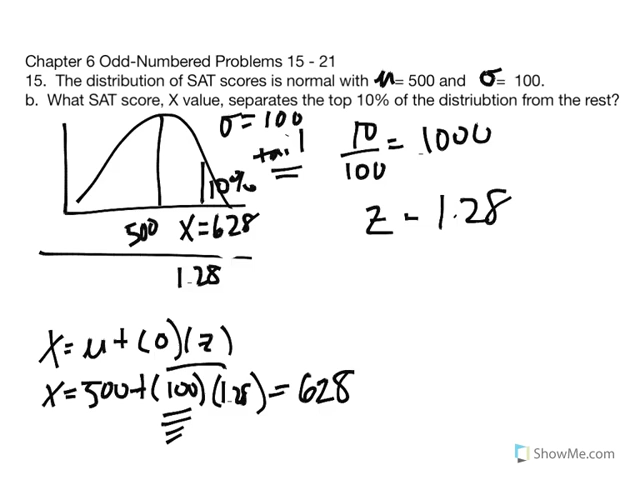 Chapter 6 Odd-Numbered Problems 15 - 21
15. The distribution of SAT scores is normal with μ = 500 and σ = 100.
b. What SAT score, X value, separates the top 10% of the distriubtion from the rest?
σ = 100
tail
10%
500 X = 628
1.28
10/100 = .1000
z = 1.28
X = μ + (σ)(z)
X = 500 + (100)(1.28) = 628
ShowMe.com